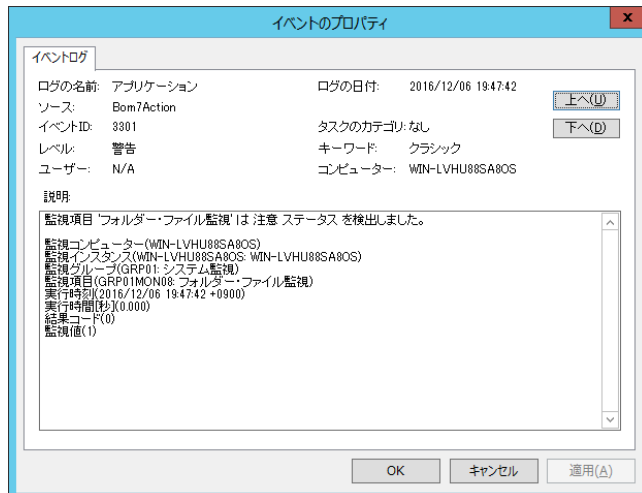 イベントのプロパティ
x
イベントログ
ログの名前: アプリケーション ログの日付: 2016/12/06 19:47:42
上へ(U)
ソース: Bom7Action
イベントID: 3301 タスクのカテゴリ: なし
下へ(D)
レベル: 警告 キーワード: クラシック
ユーザー: N/A コンピューター: WIN-LVHU88SA8OS
説明:
監視項目 'フォルダー・ファイル監視' は 注意 ステータス を検出しました。
監視コンピューター(WIN-LVHU88SA8OS)
監視インスタンス(WIN-LVHU88SA8OS: WIN-LVHU88SA8OS)
監視グループ(GRP01: システム監視)
監視項目(GRP01MON08: フォルダー・ファイル監視)
実行時刻(2016/12/06 19:47:42 +0900)
実行時間[秒](0.000)
結果コード(0)
監視値(1)
OK キャンセル 適用(A)